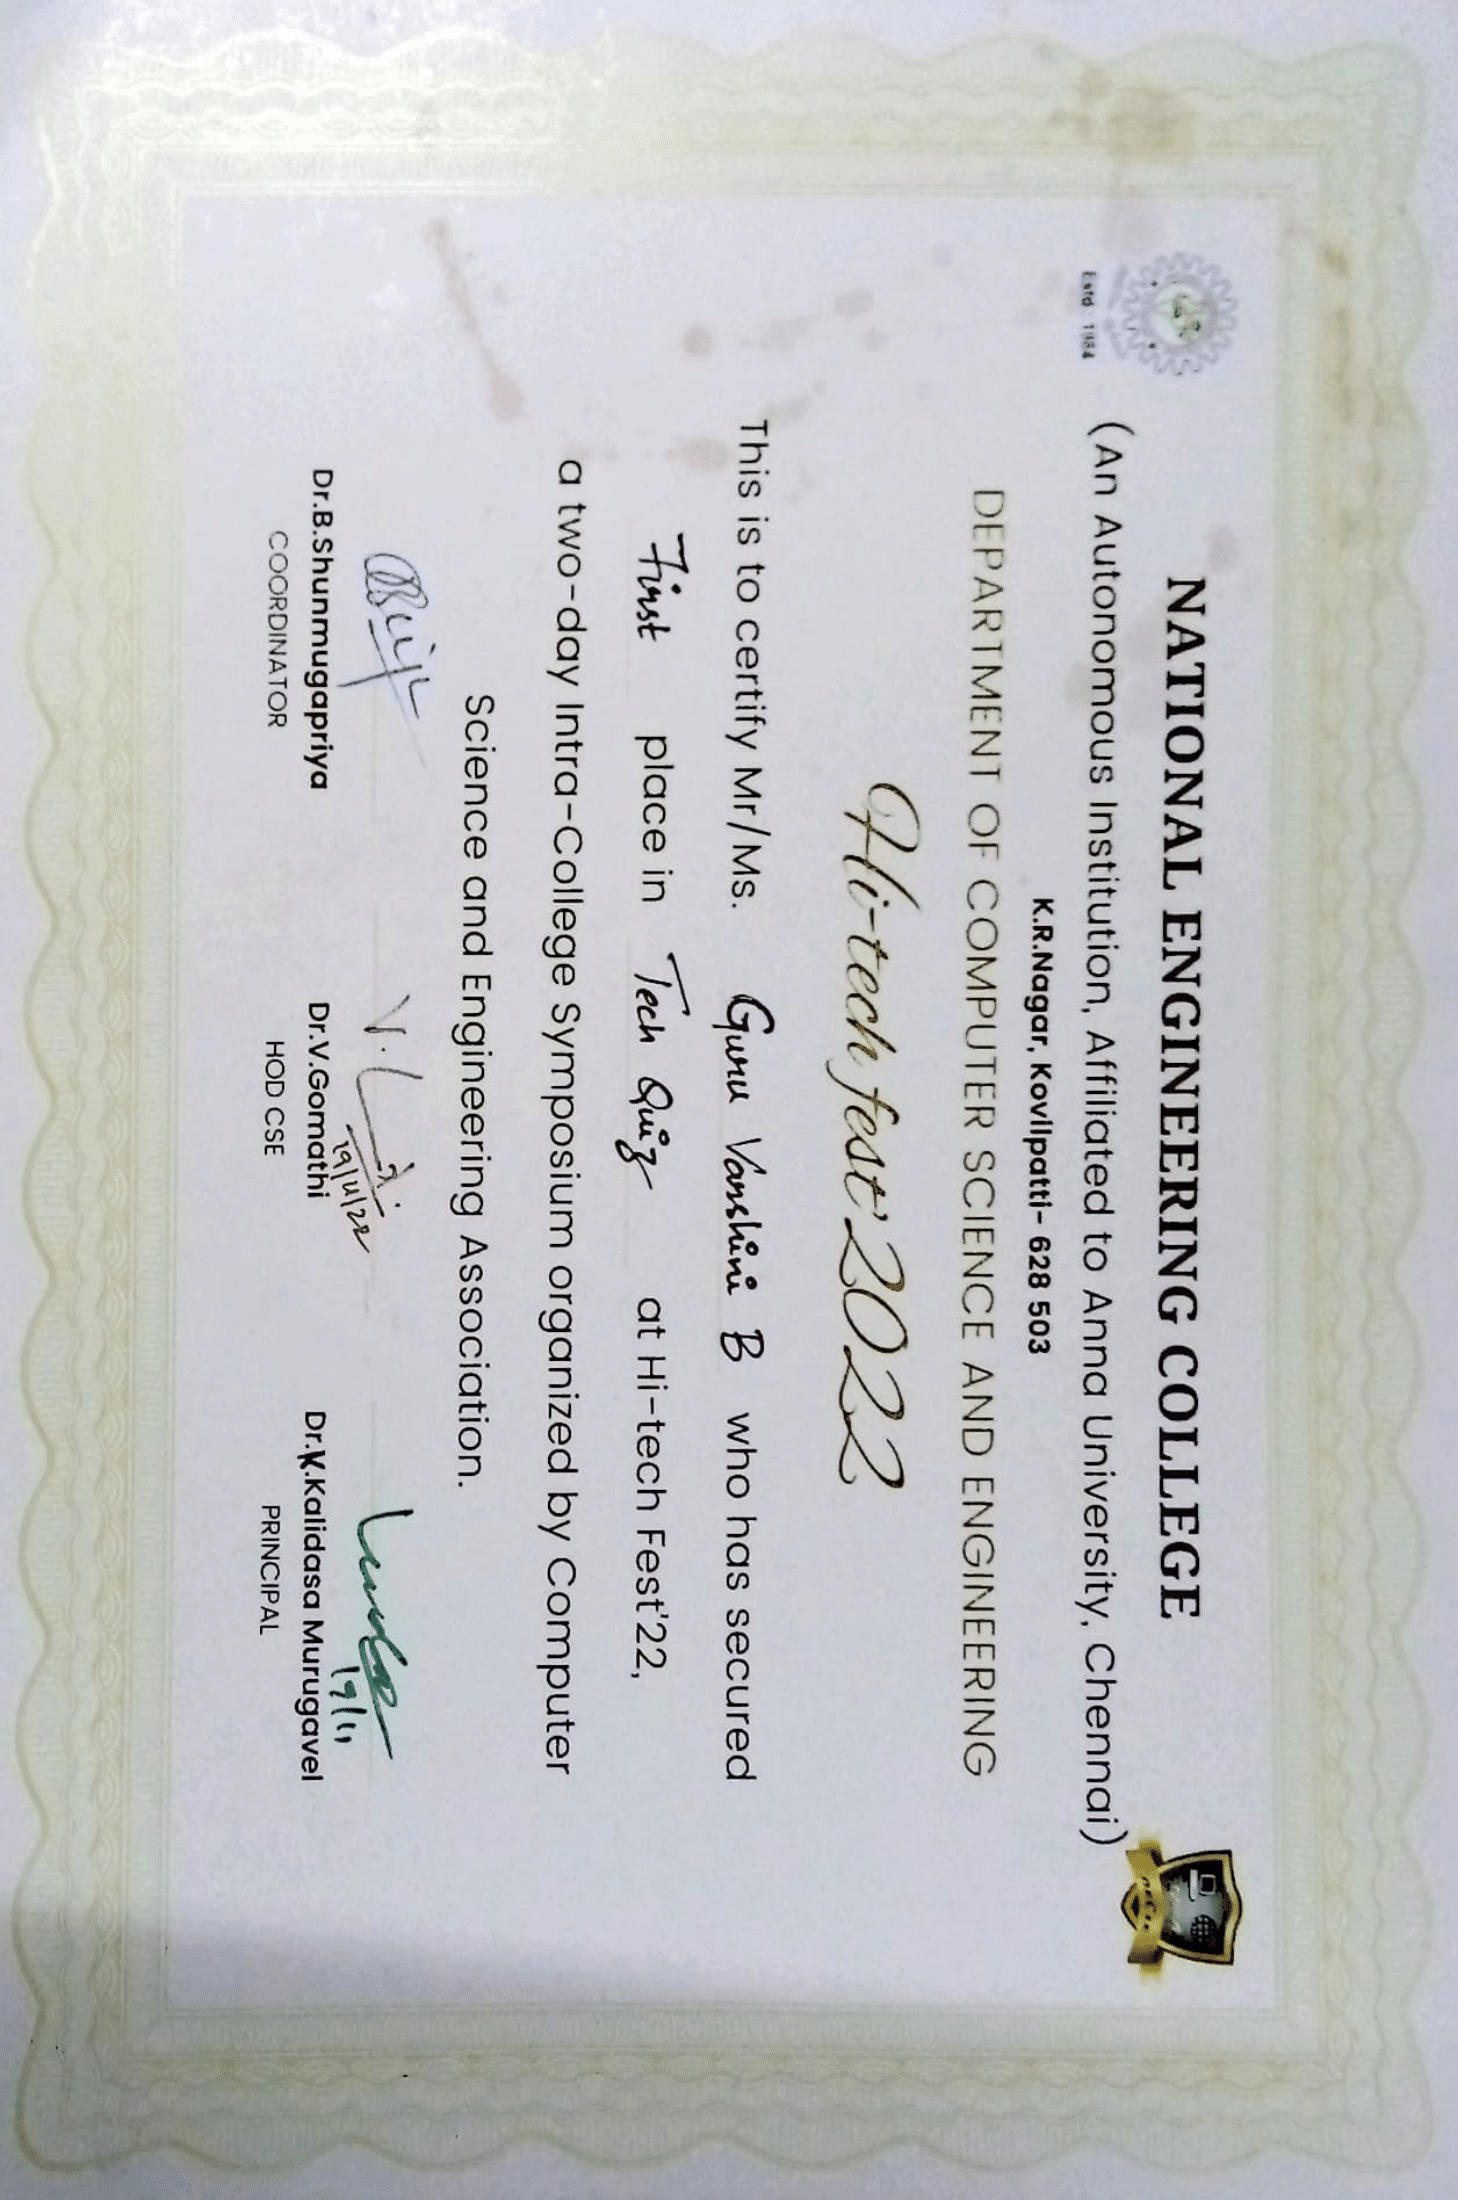 NATIONAL ENGINEERING COLLEGE
(An Autonomous Institution, Affiliated to Anna University, Chennai)
Estd : 1984
K.R.Nagar, Kovilpatti- 628 503
DEPARTMENT OF COMPUTER SCIENCE AND ENGINEERING
Hi-tech fest'2022
This is to certify Mr/Ms. Guru Varshini B who has secured
First place in Tech Quiz at Hi-tech Fest'22,
a two-day Intra-College Symposium organized by Computer
Science and Engineering Association.
19/11/22
19/11
Dr.B.Shunmugapriya Dr.V.Gomathi Dr.K.Kalidasa Murugavel
COORDINATOR HOD CSE PRINCIPAL